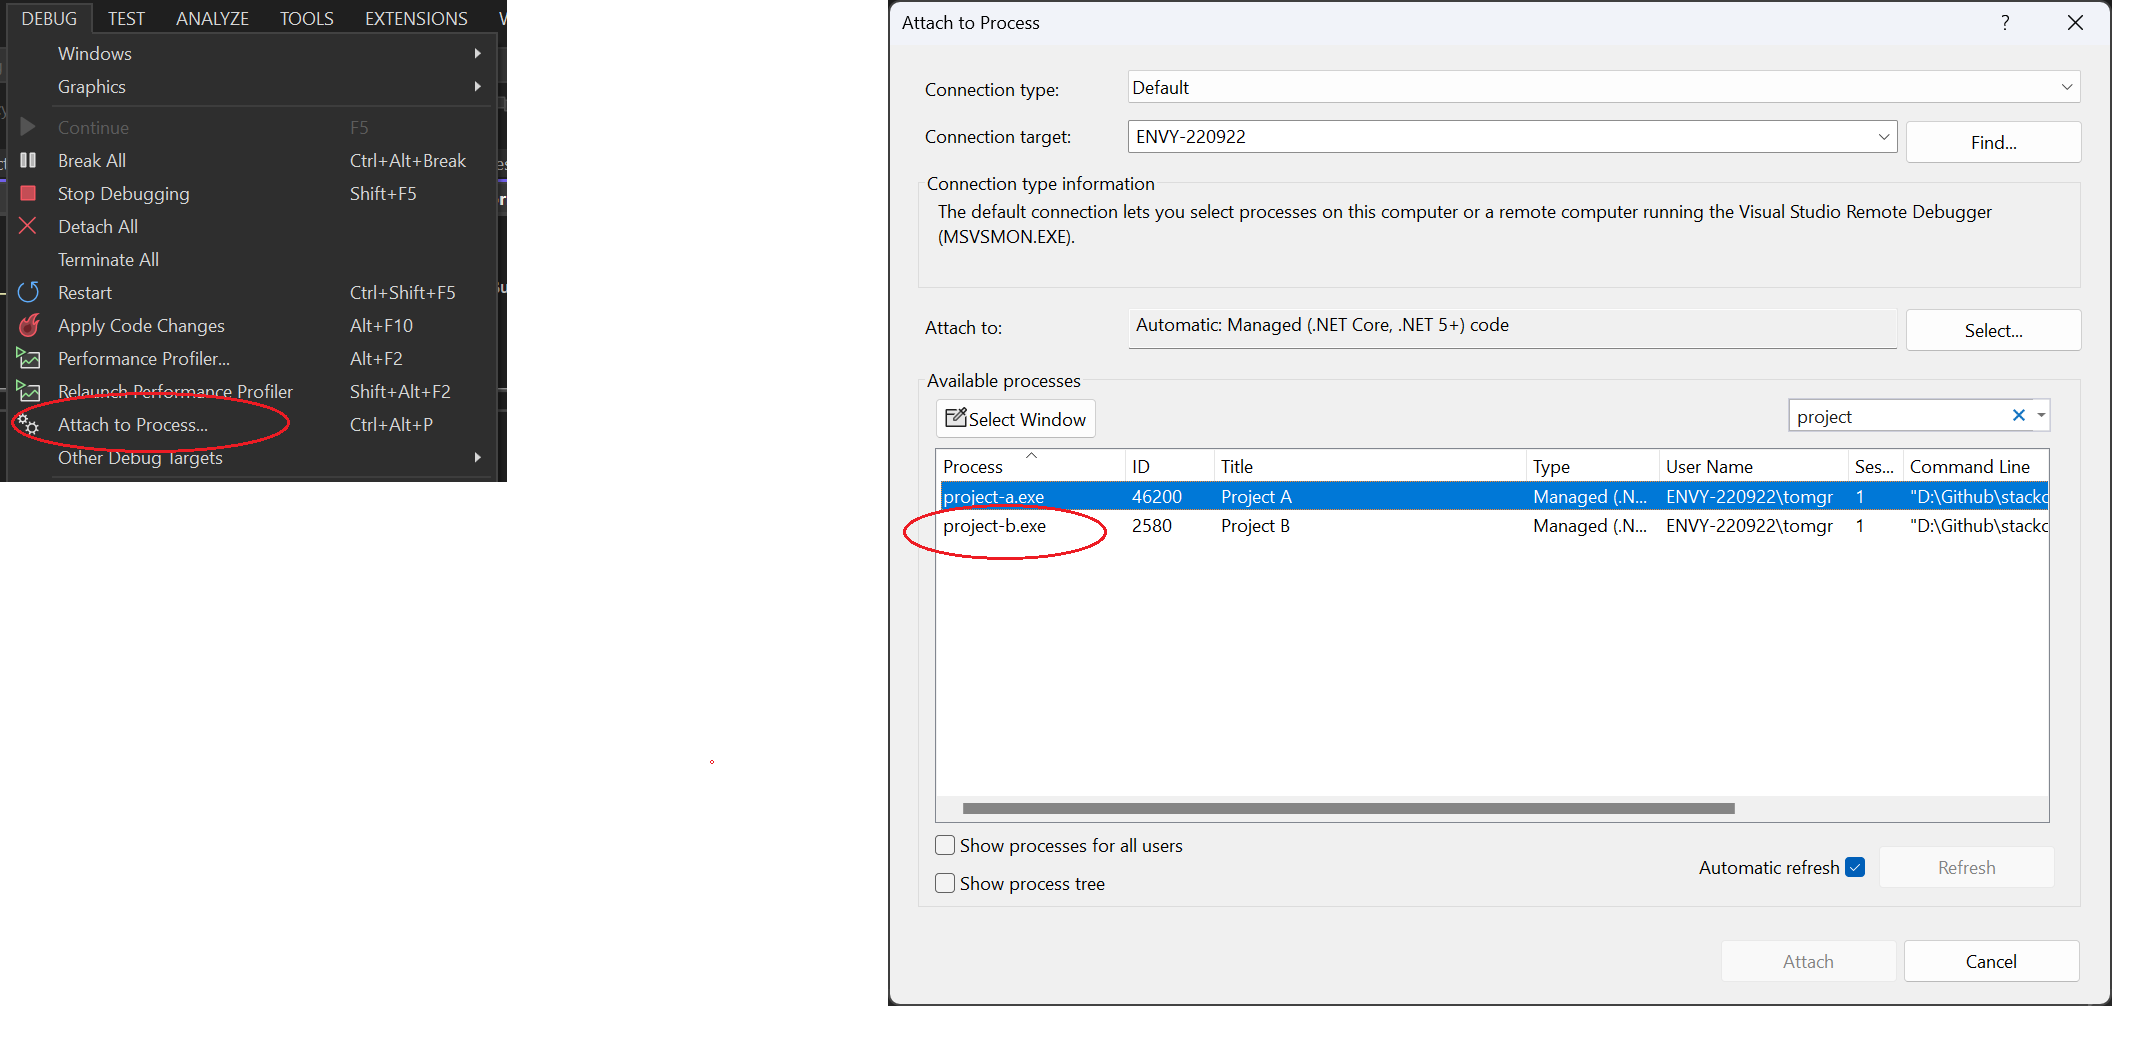 DEBUG TEST ANALYZE TOOLS EXTENSIONS
Windows
Graphics
Continue F5
Break All Ctrl+Alt+Break
Stop Debugging Shift+F5
Detach All
Terminate All
Restart Ctrl+Shift+F5
Apply Code Changes Alt+F10
Performance Profiler... Alt+F2
Relaunch Performance Profiler Shift+Alt+F2
Attach to Process... Ctrl+Alt+P
Other Debug Targets
Attach to Process ?
Connection type: Default
Connection target: ENVY-220922 Find...
Connection type information
The default connection lets you select processes on this computer or a remote computer running the Visual Studio Remote Debugger
(MSVSMON.EXE).
Attach to: Automatic: Managed (.NET Core, .NET 5+) code Select...
Available processes
Select Window project
Process ID Title Type User Name Ses... Command Line
project-a.exe 46200 Project A Managed (.N... ENVY-220922\tomgr 1 "D:\Github\stackc
project-b.exe 2580 Project B Managed (.N... ENVY-220922\tomgr 1 "D:\Github\stackc
Show processes for all users
Automatic refresh Refresh
Show process tree
Attach Cancel